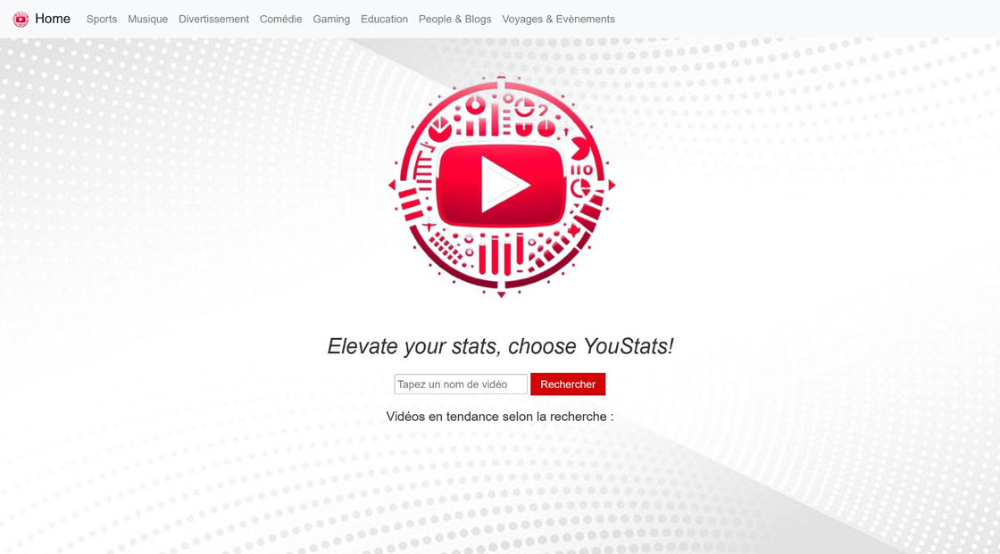 Home Sports Musique Divertissement Comédie Gaming Education People & Blogs Voyages & Evènements
Elevate your stats, choose YouStats!
Tapez un nom de vidéo Rechercher
Vidéos en tendance selon la recherche :